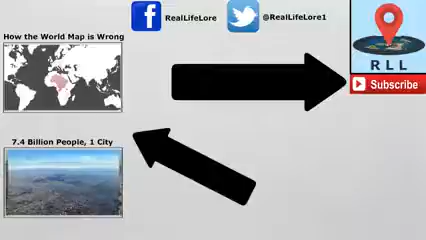 RealLifeLore
@RealLifeLore1
How the World Map is Wrong
RLL
Subscribe
7.4 Billion People, 1 City